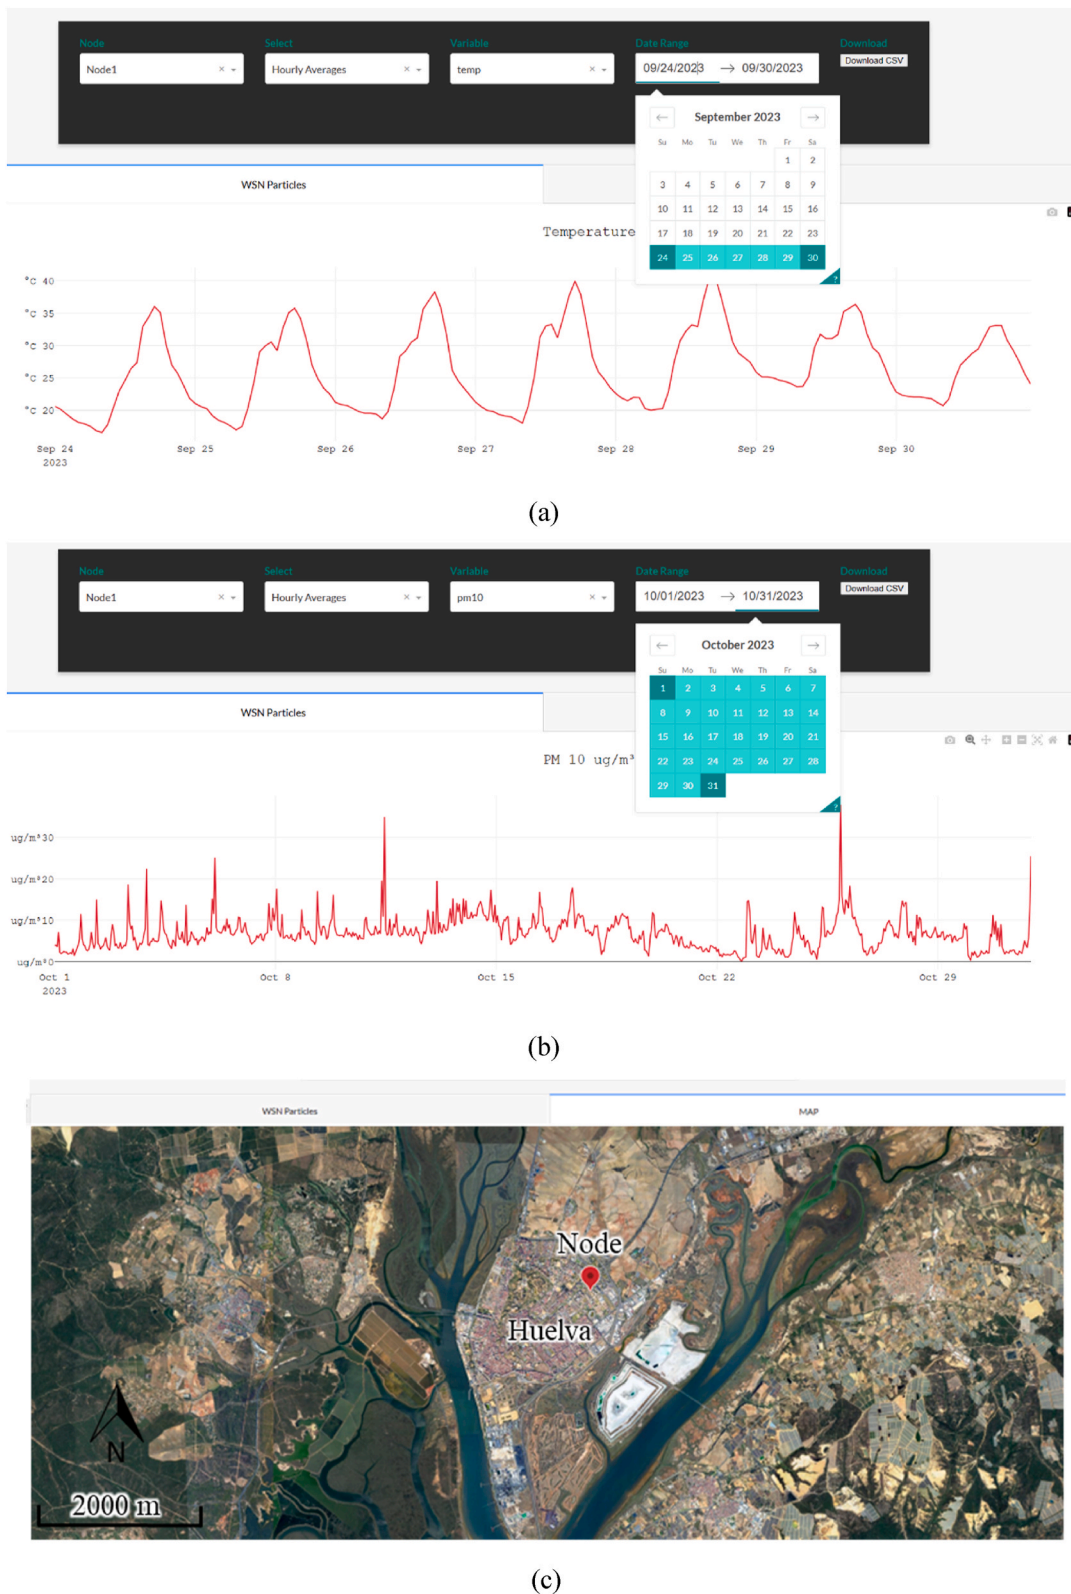 Node Select Variable Date Range Download
Node1 × Hourly Averages × temp × 09/24/2023 → 09/30/2023 Download CSV
September 2023
Su Mo Tu We Th Fr Sa
1 2
3 4 5 6 7 8 9
10 11 12 13 14 15 16
17 18 19 20 21 22 23
24 25 26 27 28 29 30
?
WSN Particles
Temperature
°C 40
°C 35
°C 30
°C 25
°C 20
Sep 24 Sep 25 Sep 26 Sep 27 Sep 28 Sep 29 Sep 30
2023
(a)
Node Select Variable Date Range Download
Node1 × Hourly Averages × pm10 × 10/01/2023 → 10/31/2023 Download CSV
October 2023
Su Mo Tu We Th Fr Sa
1 2 3 4 5 6 7
8 9 10 11 12 13 14
15 16 17 18 19 20 21
22 23 24 25 26 27 28
29 30 31
?
WSN Particles
PM 10 ug/m³
ug/m³30
ug/m³20
ug/m³10
ug/m³0
Oct 1 Oct 8 Oct 15 Oct 22 Oct 29
2023
(b)
WSN Particles MAP
Node
Huelva
N
2000 m
(c)